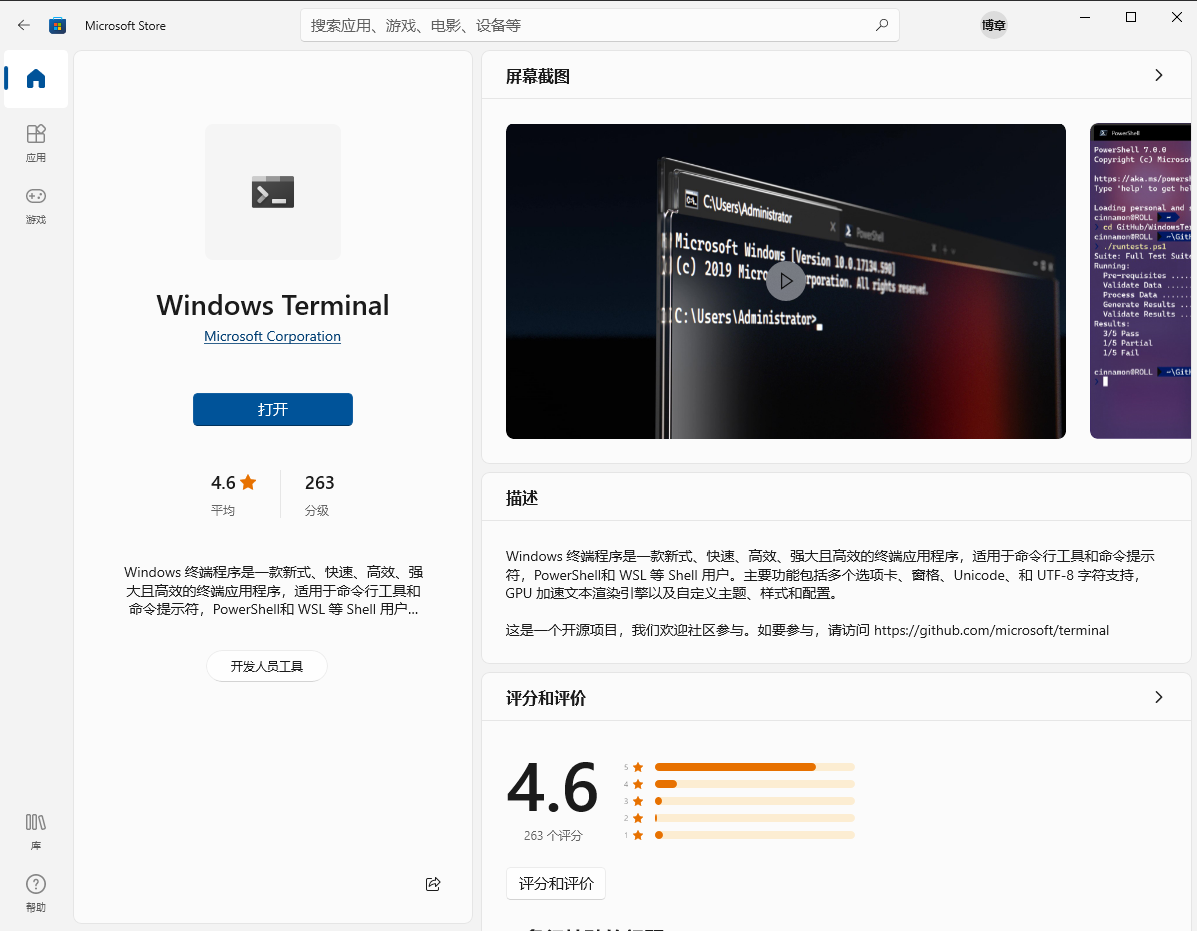 Microsoft Store
搜索应用、游戏、电影、设备等
博章
应用
游戏
库
帮助
Windows Terminal
Microsoft Corporation
打开
4.6
平均
263
分级
Windows 终端程序是一款新式、快速、高效、强
大且高效的终端应用程序，适用于命令行工具和
命令提示符，PowerShell和 WSL 等 Shell 用户...
开发人员工具
屏幕截图
C:\Users\Administrator
PowerShell
Microsoft Windows [Version 10.0.17134.590]
(c) 2019 Micro rporation. All rights reserved.
C:\Users\Administrator>
PowerShell
PowerShell 7.0.0
Copyright (c) Microso
https://aka.ms/powersh
Type 'help' to get hel
Loading personal and s
cinnamon@ROLL ~
cd GitHub/WindowsTer
cinnamon@ROLL ~\Gith
./runtests.ps1
Suite: Full Test Suite
Running:
Pre-requisites ....
Validate Data ......
Process Data .......
Generate Results ...
Validate Results ...
Results:
3/5 Pass
1/5 Partial
1/5 Fail
cinnamon@ROLL ~\Gith
描述
Windows 终端程序是一款新式、快速、高效、强大且高效的终端应用程序，适用于命令行工具和命令提示
符，PowerShell和 WSL 等 Shell 用户。主要功能包括多个选项卡、窗格、Unicode、和 UTF-8 字符支持，
GPU 加速文本渲染引擎以及自定义主题、样式和配置。
这是一个开源项目，我们欢迎社区参与。如要参与，请访问 https://github.com/microsoft/terminal
评分和评价
4.6
263 个评分
5
4
3
2
1
评分和评价